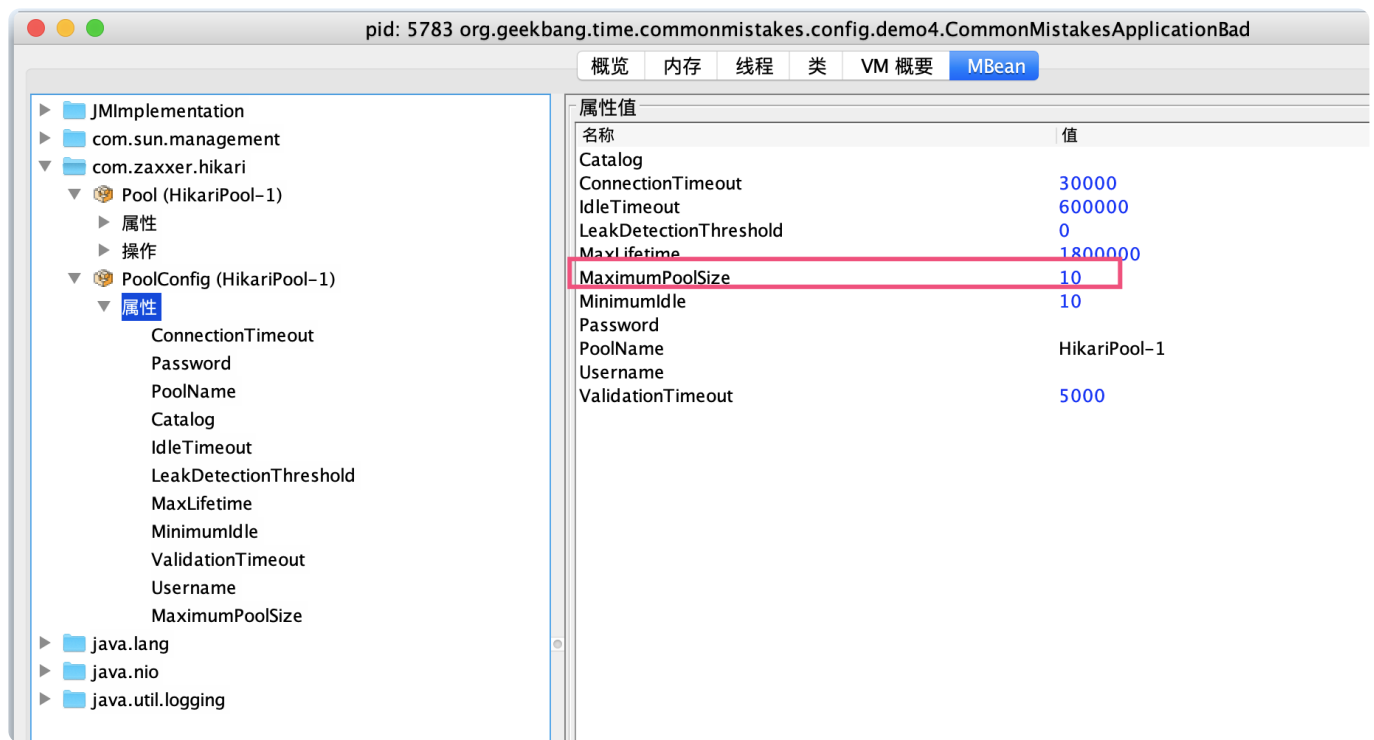 pid: 5783 org.geekbang.time.commonmistakes.config.demo4.CommonMistakesApplicationBad
概览 内存 线程 类 VM 概要 MBean
JMImplementation
com.sun.management
com.zaxxer.hikari
Pool (HikariPool-1)
属性
操作
PoolConfig (HikariPool-1)
属性
ConnectionTimeout
Password
PoolName
Catalog
IdleTimeout
LeakDetectionThreshold
MaxLifetime
MinimumIdle
ValidationTimeout
Username
MaximumPoolSize
java.lang
java.nio
java.util.logging
属性值
名称 值
Catalog
ConnectionTimeout 30000
IdleTimeout 600000
LeakDetectionThreshold 0
MaxLifetime 1800000
MaximumPoolSize 10
MinimumIdle 10
Password
PoolName HikariPool-1
Username
ValidationTimeout 5000